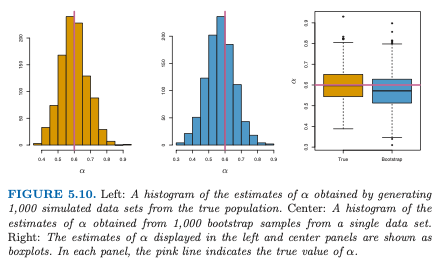 200
150
100
50
0
0.4 0.5 0.6 0.7 0.8 0.9
α
200
150
100
50
0
0.3 0.4 0.5 0.6 0.7 0.8 0.9
α
α
0.9
0.8
0.7
0.6
0.5
0.4
0.3
True Bootstrap
FIGURE 5.10. Left: A histogram of the estimates of α obtained by generating
1,000 simulated data sets from the true population. Center: A histogram of the
estimates of α obtained from 1,000 bootstrap samples from a single data set.
Right: The estimates of α displayed in the left and center panels are shown as
boxplots. In each panel, the pink line indicates the true value of α.